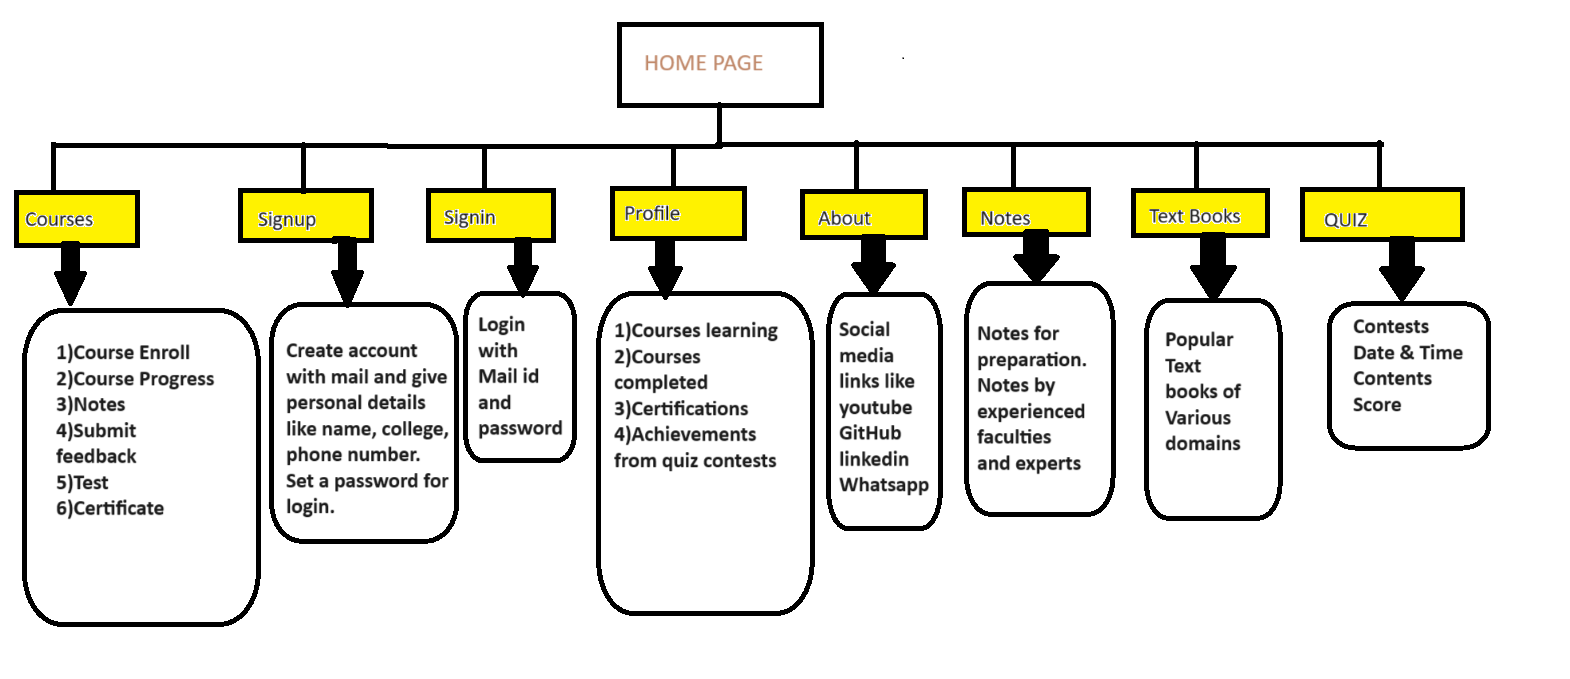 HOME PAGE
Courses
Signup
Signin
Profile
About
Notes
Text Books
QUIZ
1)Course Enroll
2)Course Progress
3)Notes
4)Submit
feedback
5)Test
6)Certificate
Create account
with mail and give
personal details
like name, college,
phone number.
Set a password for
login.
Login
with
Mail id
and
password
1)Courses learning
2)Courses
completed
3)Certifications
4)Achievements
from quiz contests
Social
media
links like
youtube
GitHub
linkedin
Whatsapp
Notes for
preparation.
Notes by
experienced
faculties
and experts
Popular
Text
books of
Various
domains
Contests
Date & Time
Contents
Score